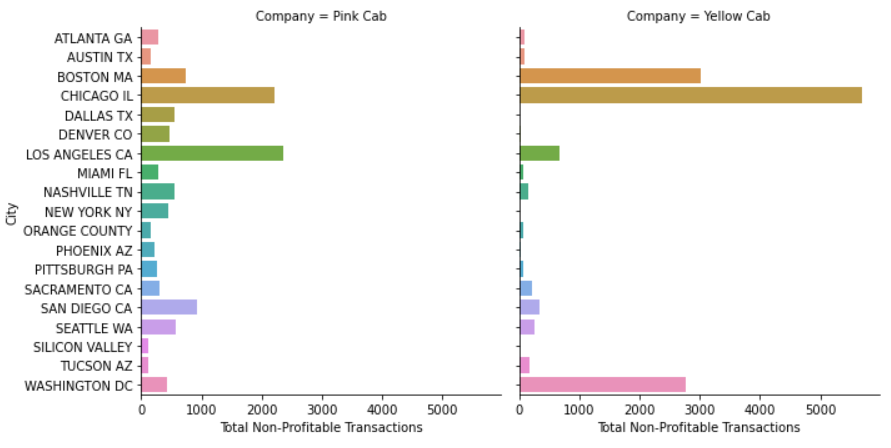 Company = Pink Cab
Company = Yellow Cab
City
ATLANTA GA
AUSTIN TX
BOSTON MA
CHICAGO IL
DALLAS TX
DENVER CO
LOS ANGELES CA
MIAMI FL
NASHVILLE TN
NEW YORK NY
ORANGE COUNTY
PHOENIX AZ
PITTSBURGH PA
SACRAMENTO CA
SAN DIEGO CA
SEATTLE WA
SILICON VALLEY
TUCSON AZ
WASHINGTON DC
0 1000 2000 3000 4000 5000
0 1000 2000 3000 4000 5000
Total Non-Profitable Transactions
Total Non-Profitable Transactions